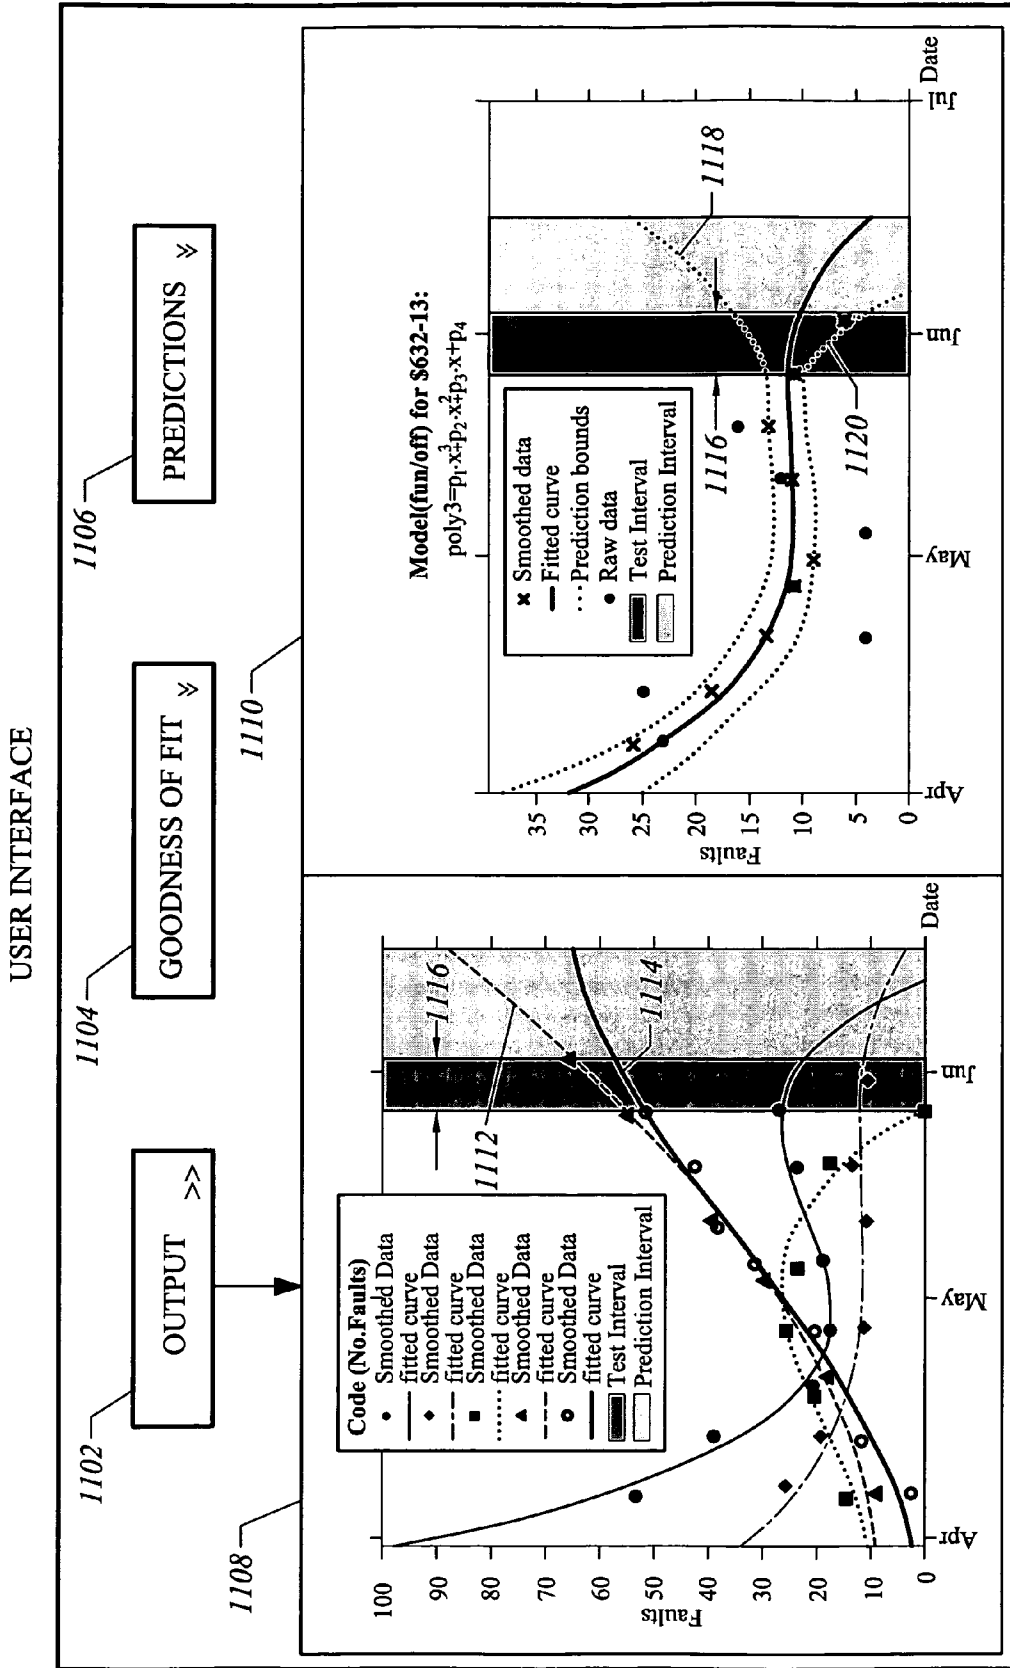 USER INTERFACE
1102
OUTPUT >>
1104
GOODNESS OF FIT
1106
PREDICTIONS
1108
1110
Code (No.Faults)
Smoothed Data
fitted curve
Smoothed Data
fitted curve
Smoothed Data
fitted curve
Smoothed Data
fitted curve
Smoothed Data
fitted curve
Test Interval
Prediction Interval
1112
1114
1116
100
90
80
70
60
50
40
30
20
10
0
Faults
Apr
May
Jun
Date
Model(fun/off) for $632-13:
poly3=p1·x^3+p2·x^2+p3·x+p4
Smoothed data
Fitted curve
Prediction bounds
Raw data
Test Interval
Prediction Interval
1116
1118
1120
35
30
25
20
15
10
5
0
Faults
Apr
May
Jun
Jul
Date